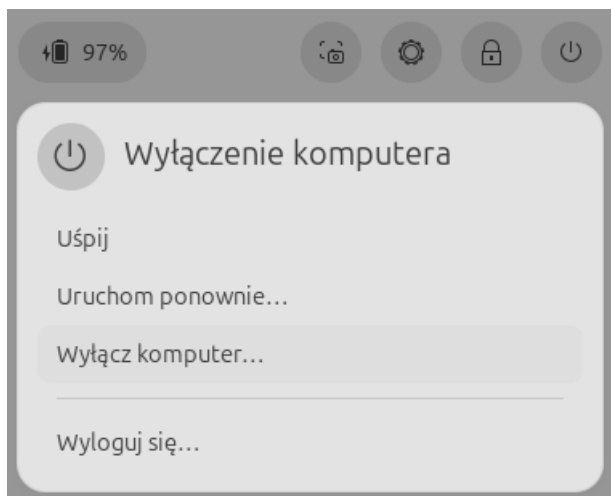 97%
Wyłączenie komputera
Uśpij
Uruchom ponownie…
Wyłącz komputer…
Wyloguj się…